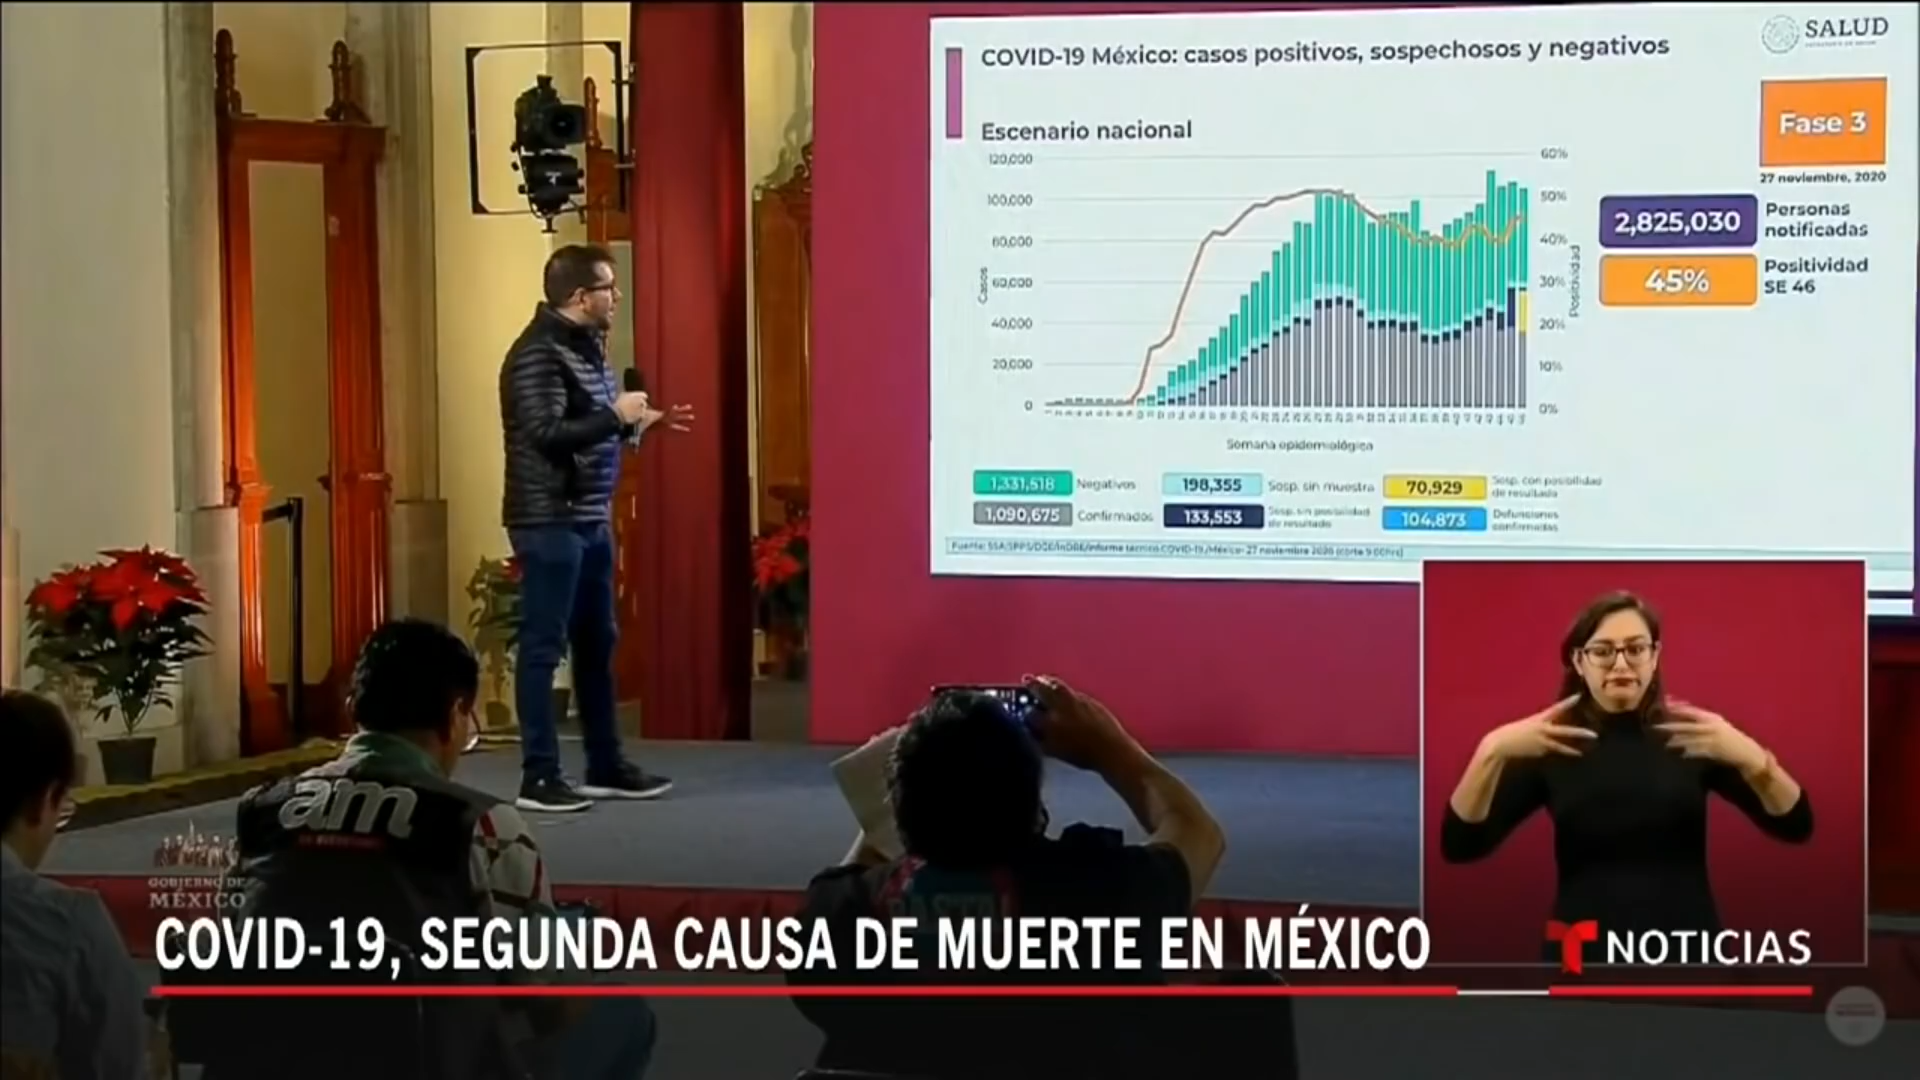 SALUD
COVID-19 México: casos positivos, sospechosos y negativos
Fase 3
27 noviembre, 2020
Escenario nacional
120,000
100,000
80,000
60,000
40,000
20,000
0
Casos
60%
50%
40%
30%
20%
10%
0%
Positividad
Semana epidemiológica
2,825,030 Personas notificadas
45% Positividad SE 46
1,331,518 Negativos
198,355 Sosp. sin muestra
70,929 Sosp. con posibilidad de resultado
1,090,675 Confirmados
133,553 Sosp. sin posibilidad de resultado
104,873 Defunciones confirmadas
am
GOBIERNO DE
MÉXICO
COVID-19, SEGUNDA CAUSA DE MUERTE EN MÉXICO
NOTICIAS